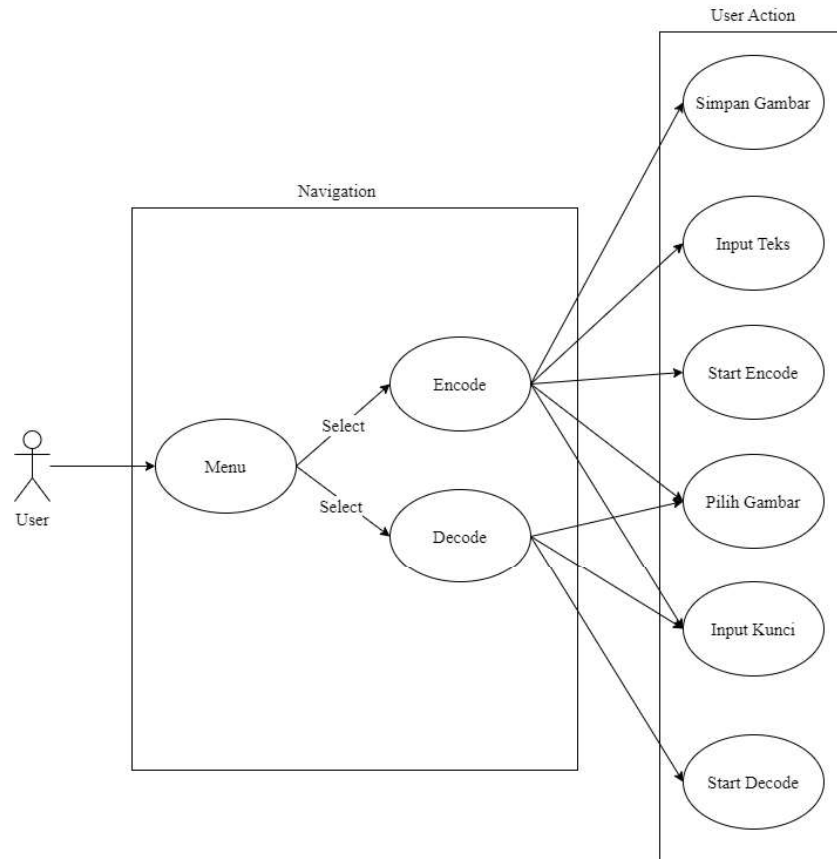 User Action
Simpan Gambar
Navigation
Input Teks
Encode
Start Encode
Select
Menu
Select
User
Decode
Pilih Gambar
Input Kunci
Start Decode